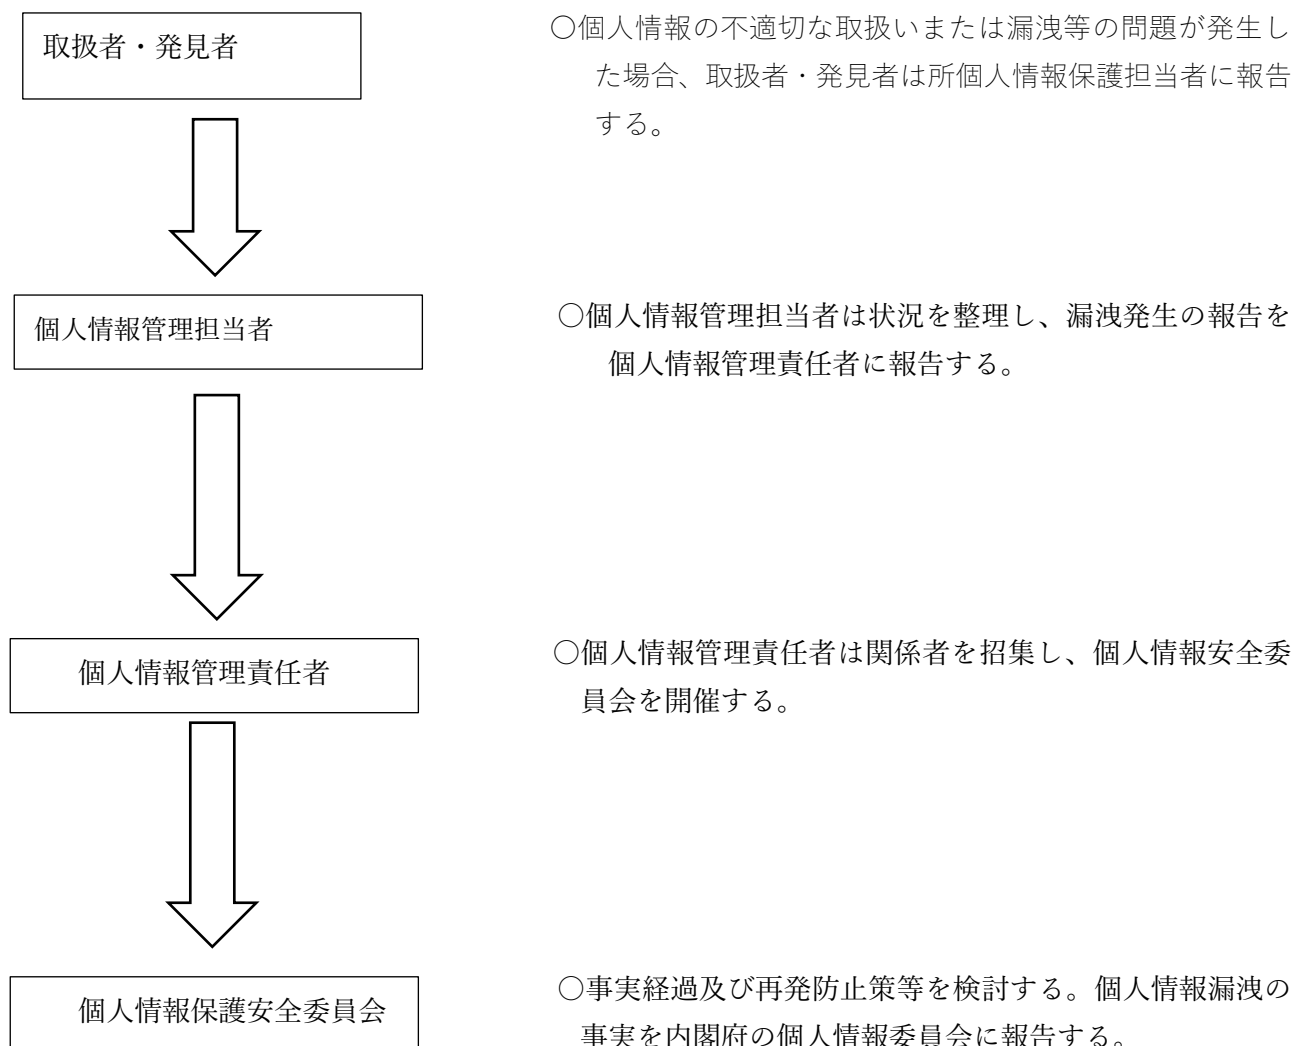 取扱者・発見者
○個人情報の不適切な取扱いまたは漏洩等の問題が発生し
た場合、取扱者・発見者は所個人情報保護担当者に報告
する。
個人情報管理担当者
○個人情報管理担当者は状況を整理し、漏洩発生の報告を
個人情報管理責任者に報告する。
個人情報管理責任者
○個人情報管理責任者は関係者を招集し、個人情報安全委
員会を開催する。
個人情報保護安全委員会
○事実経過及び再発防止策等を検討する。個人情報漏洩の
事実を内閣府の個人情報委員会に報告する。